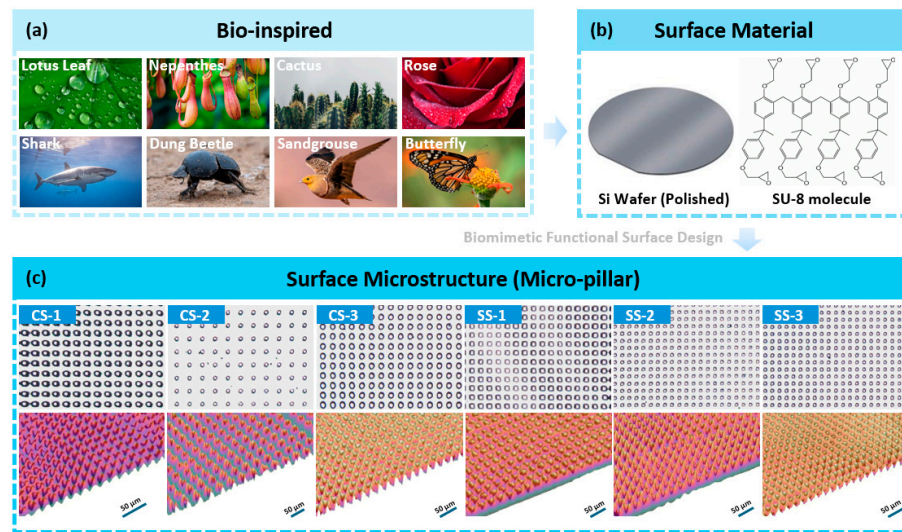 (a) Bio-inspired
Lotus Leaf Nepenthes Cactus Rose
Shark Dung Beetle Sandgrouse Butterfly
(b) Surface Material
O O O O
O O O O
O O O O
O O O O
Si Wafer (Polished) SU-8 molecule
Biomimetic Functional Surface Design
(c) Surface Microstructure (Micro-pillar)
CS-1 CS-2 CS-3 SS-1 SS-2 SS-3
50 μm 50 μm 50 μm 50 μm 50 μm 50 μm